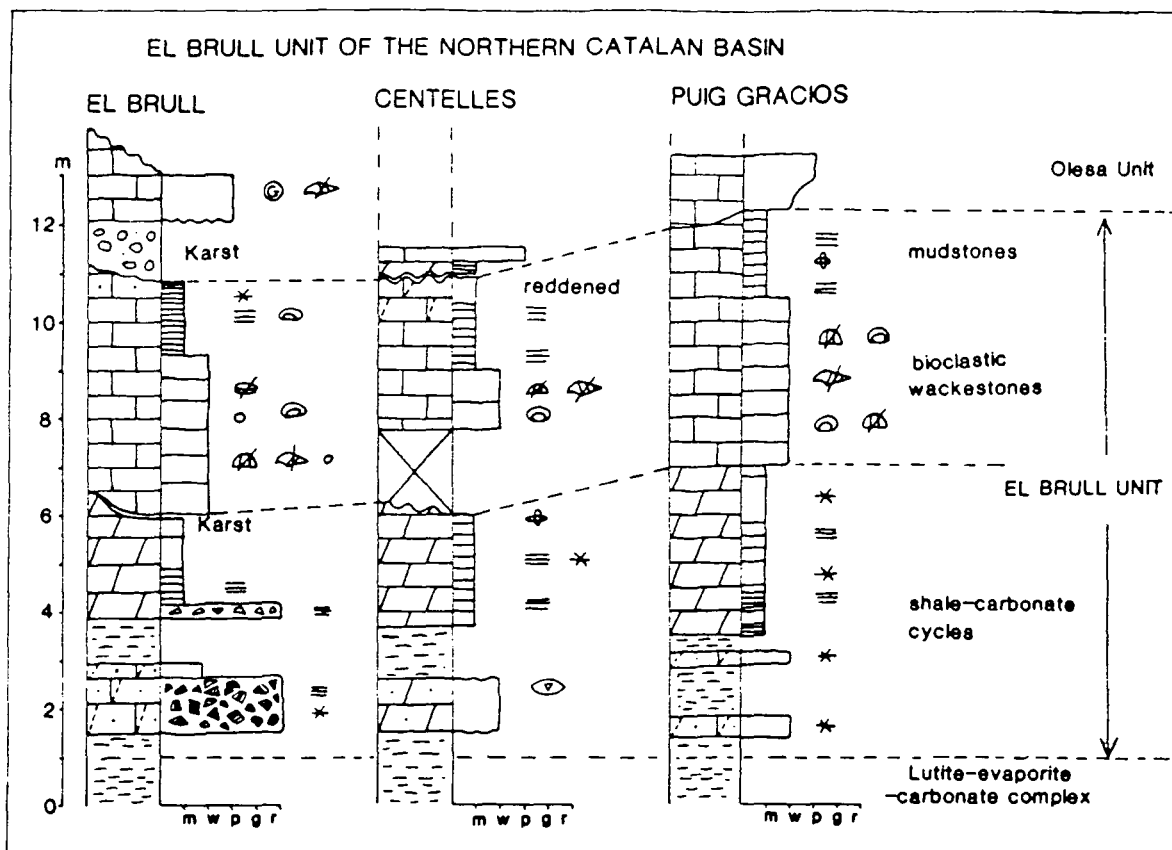 EL BRULL UNIT OF THE NORTHERN CATALAN BASIN
EL BRULL
CENTELLES
PUIG GRACIOS
m
12
10
8
6
4
2
0
Karst
Karst
reddened
Olesa Unit
mudstones
bioclastic
wackestones
EL BRULL UNIT
shale-carbonate
cycles
Lutite-evaporite
-carbonate complex
G
m w p g r
m w p g r
m w p g r